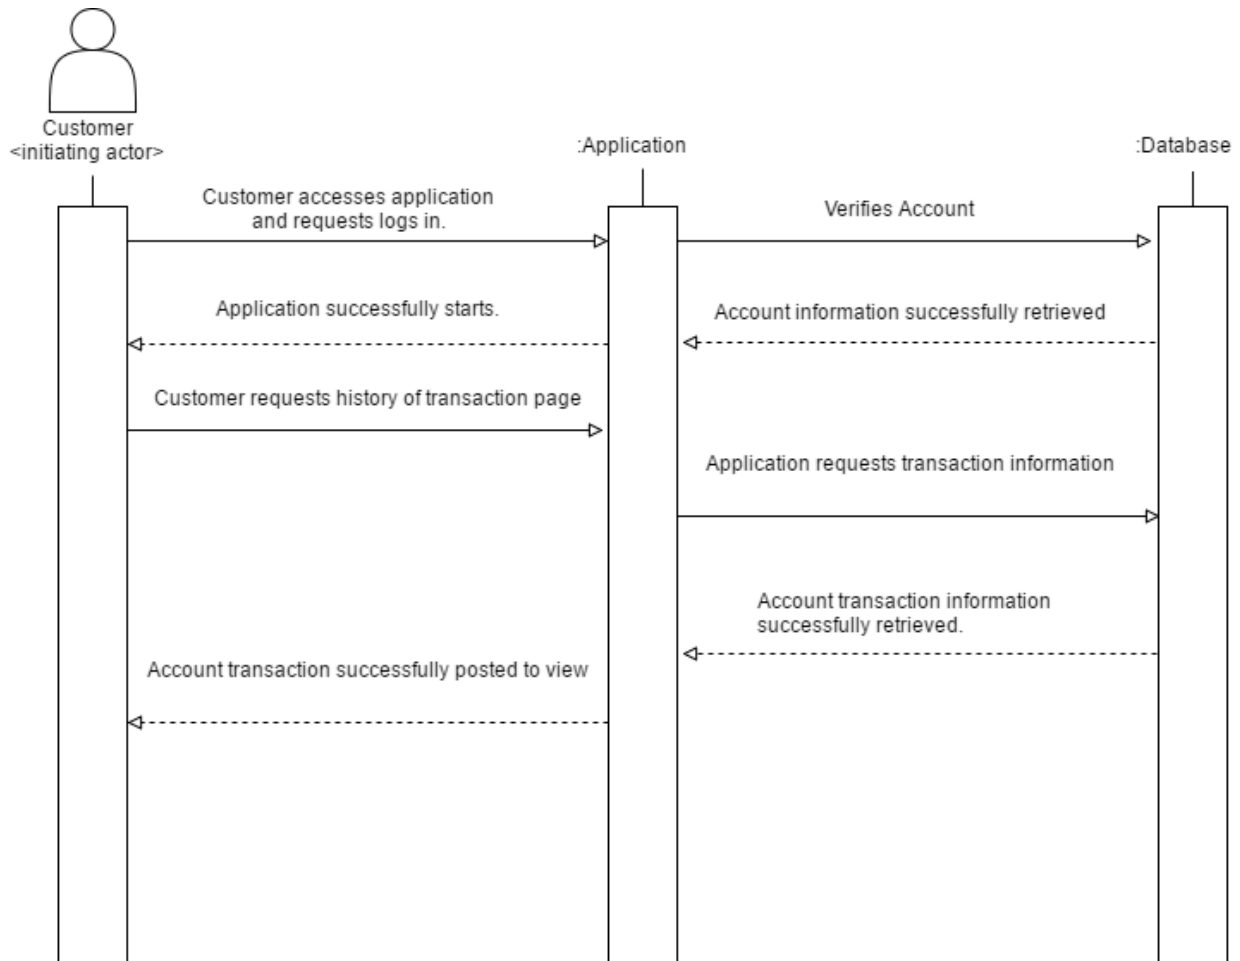 Customer
<initiating actor>
:Application
:Database
Customer accesses application
and requests logs in.
Verifies Account
Application successfully starts.
Account information successfully retrieved
Customer requests history of transaction page
Application requests transaction information
Account transaction information
successfully retrieved.
Account transaction successfully posted to view